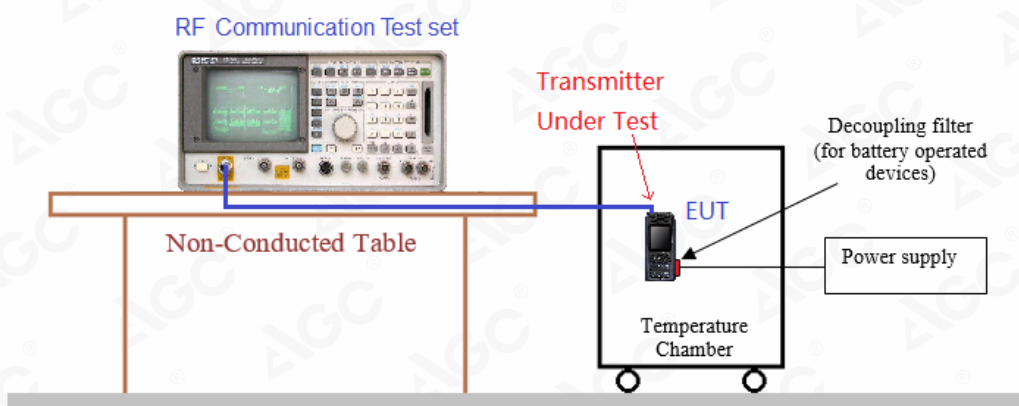 RF Communication Test set
Transmitter
Under Test
Decoupling filter
(for battery operated
devices)
EUT
Non-Conducted Table
Power supply
Temperature
Chamber
AGC